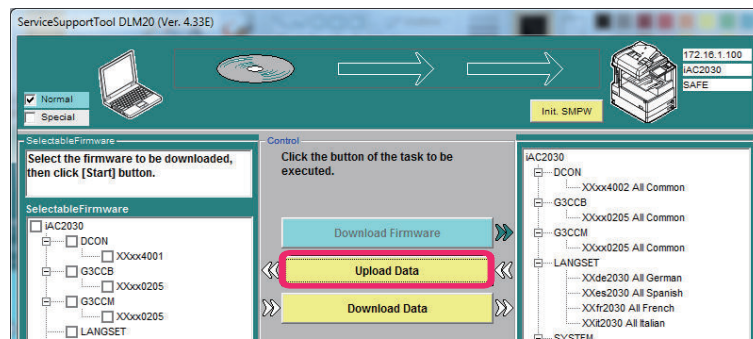 ServiceSupportTool DLM20 (Ver. 4.33E)
172.16.1.100
iAC2030
SAFE
Normal
Special
Init. SMPW
SelectableFirmware
Select the firmware to be downloaded,
then click [Start] button.
SelectableFirmware
iAC2030
DCON
XXxx4001
G3CCB
XXxx0205
G3CCM
XXxx0205
LANGSET
Control
Click the button of the task to be
executed.
Download Firmware
Upload Data
Download Data
iAC2030
DCON
XXxx4002 All Common
G3CCB
XXxx0205 All Common
G3CCM
XXxx0205 All Common
LANGSET
XXde2030 All German
XXes2030 All Spanish
XXfr2030 All French
XXit2030 All Italian
SYSTEM